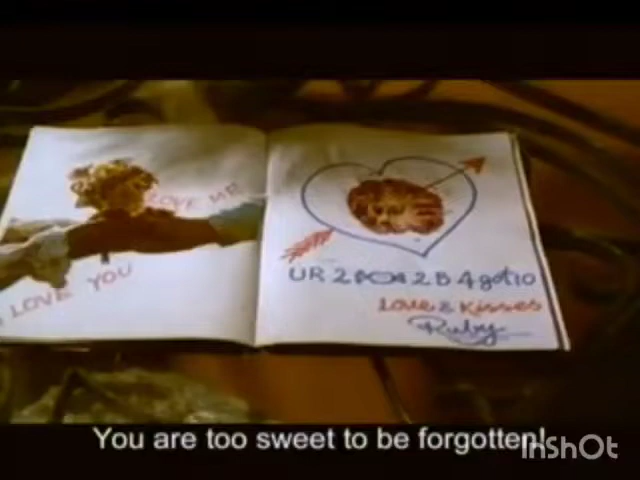 LOVE ME
I LOVE YOU
UR 2 2 B 4got10
Love & Kisses
Ruby
You are too sweet to be forgotten!
InShOt